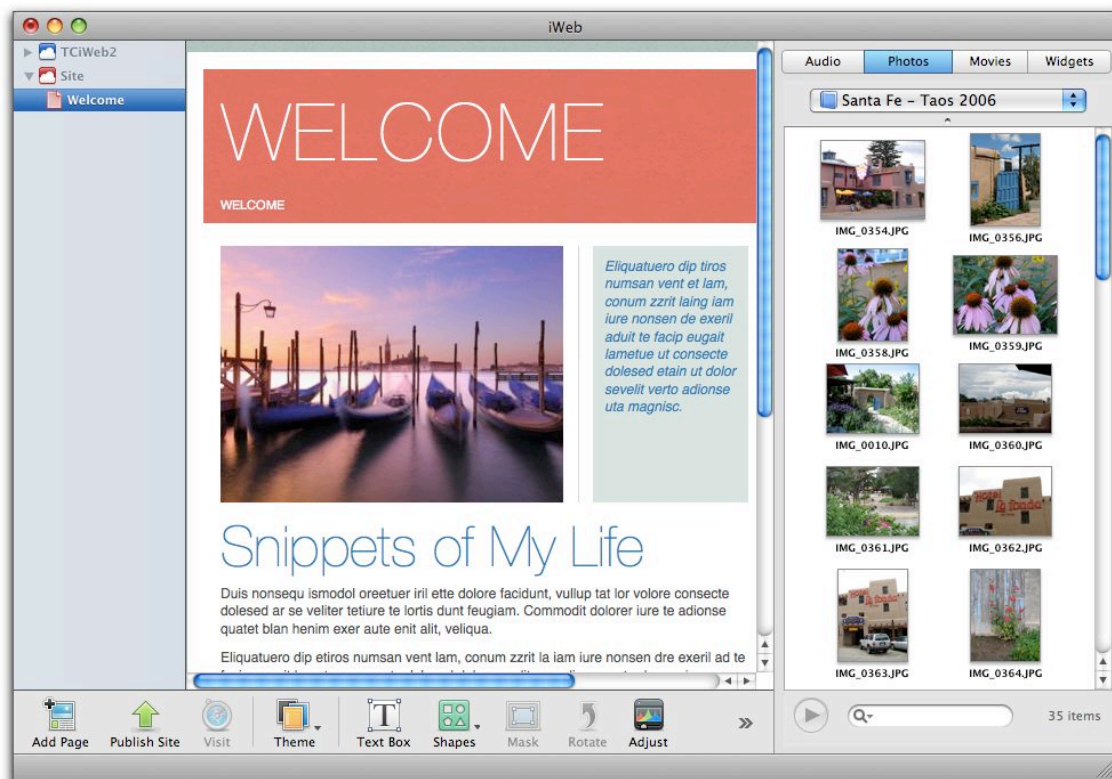 iWeb
TCiWeb2
Site
Welcome
WELCOME
WELCOME
Eliquatuero dip tiros
numsan vent et lam,
conum zzrit laing iam
iure nonsen de exeril
aduit te facip eugait
lametue ut consecte
dolesed etain ut dolor
sevelit verto adionse
uta magnisc.
Snippets of My Life
Duis nonsequ ismodol oreetuer iril ette dolore facidunt, vullup tat lor volore consecte
dolesed ar se veliter tetiure te lortis dunt feugiam. Commodit dolorer iure te adionse
quatet blan henim exer aute enit alit, veliqua.
Eliquatuero dip etiros numsan vent lam, conum zzrit la iam iure nonsen dre exeril ad te
Audio Photos Movies Widgets
Santa Fe – Taos 2006
IMG_0354.JPG IMG_0356.JPG
IMG_0358.JPG IMG_0359.JPG
IMG_0010.JPG IMG_0360.JPG
HOTEL
la Fonda
IMG_0361.JPG IMG_0362.JPG
IMG_0363.JPG IMG_0364.JPG
Add Page Publish Site Visit Theme Text Box Shapes Mask Rotate Adjust
35 items